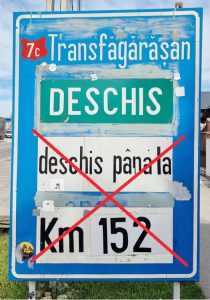 7c Transfăgărășan
DESCHIS
deschis până la
Km 152